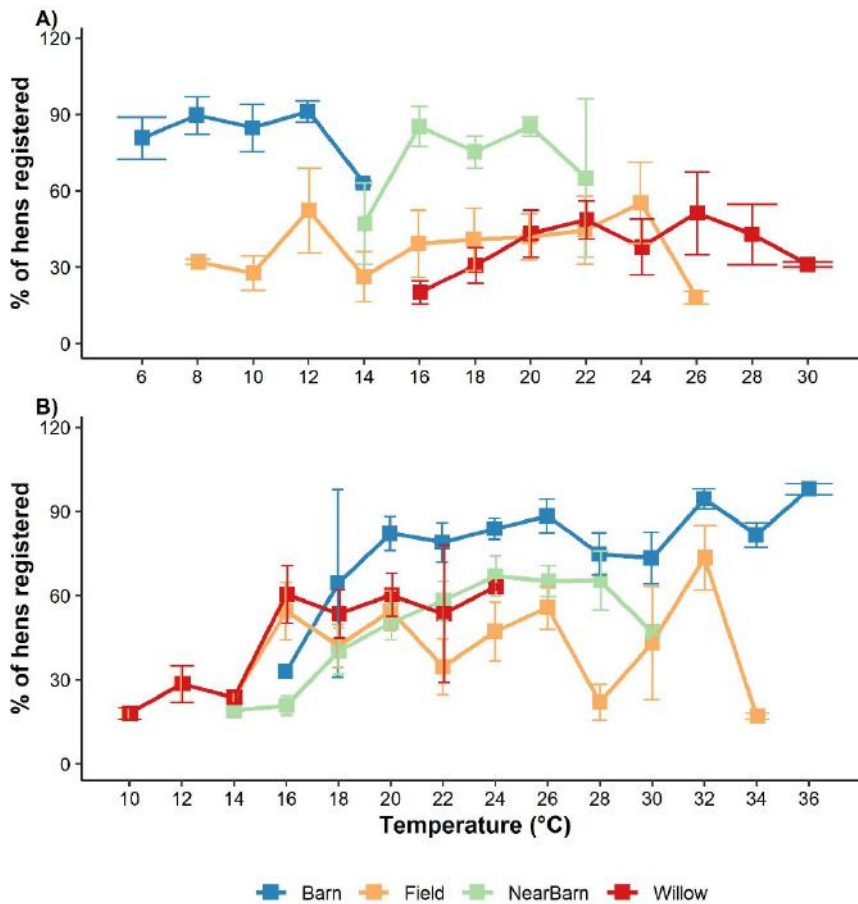 A)
120
90
60
30
0
% of hens registered
6 8 10 12 14 16 18 20 22 24 26 28 30
B)
120
90
60
30
0
% of hens registered
10 12 14 16 18 20 22 24 26 28 30 32 34 36
Temperature (°C)
Barn Field NearBarn Willow